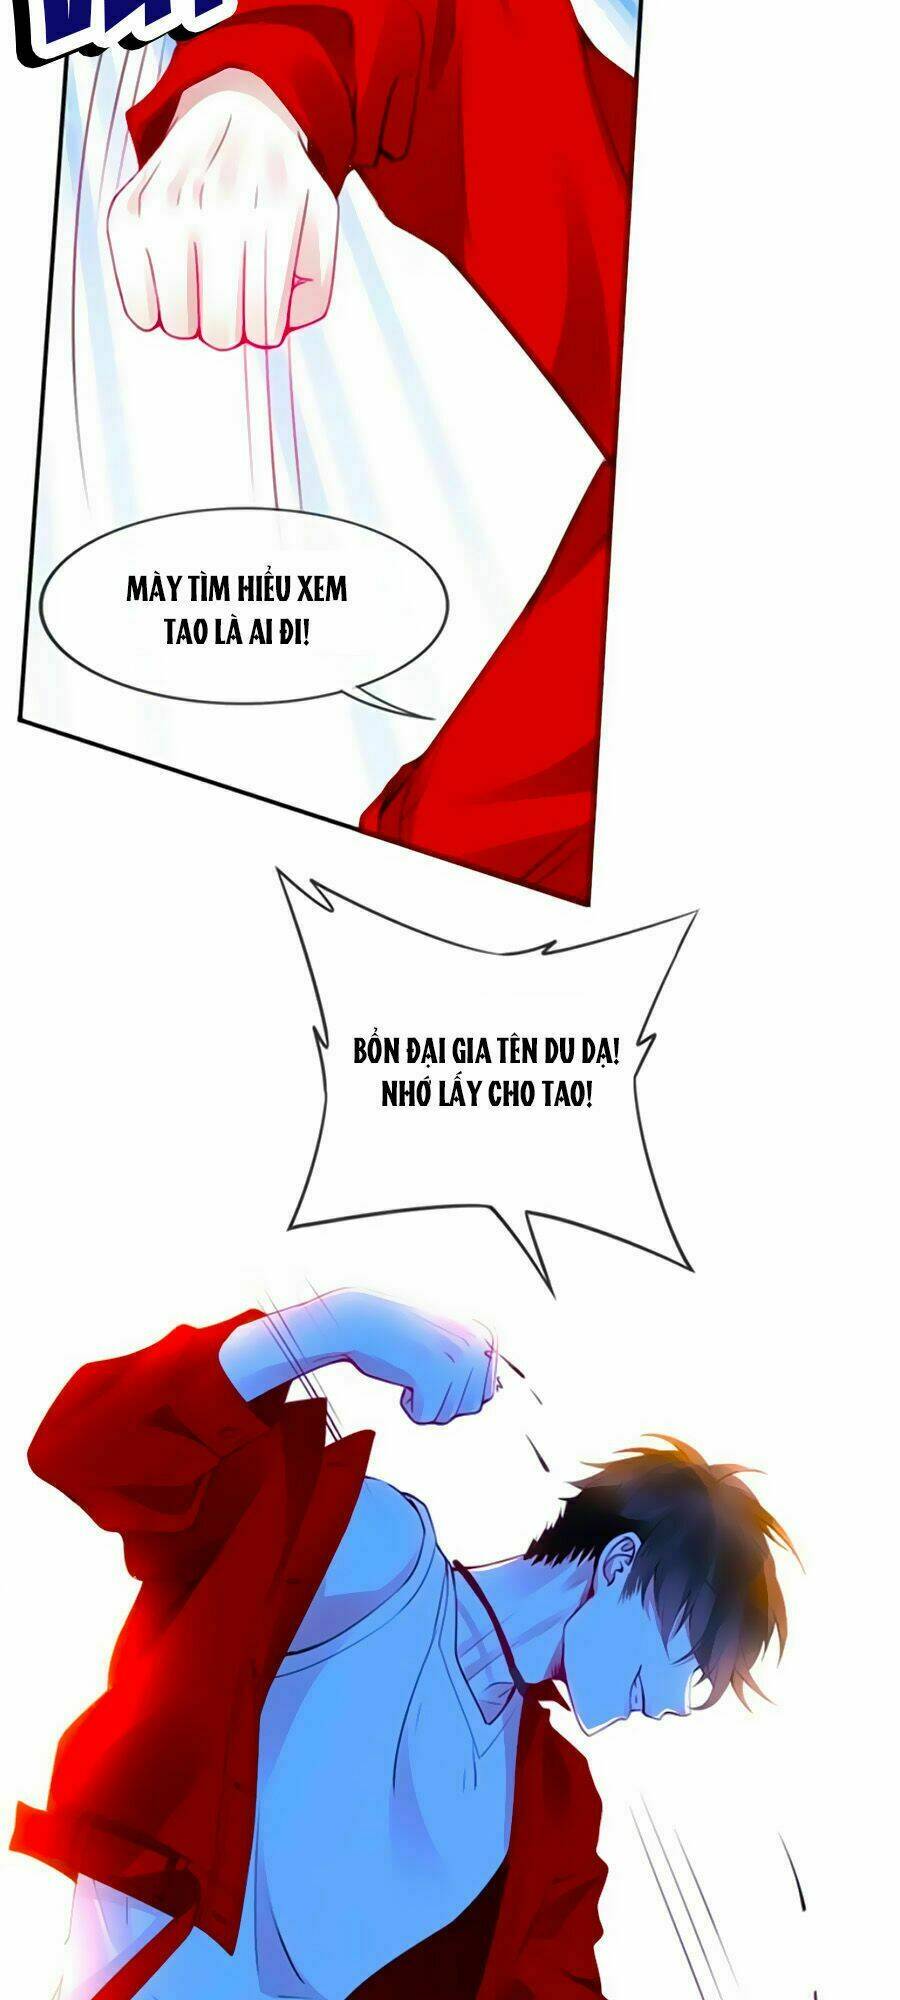 MÀY TÌM HIỂU XEM
TAO LÀ AI ĐI!
BỔN ĐẠI GIA TÊN DU DẠ!
NHỚ LẤY CHO TAO!